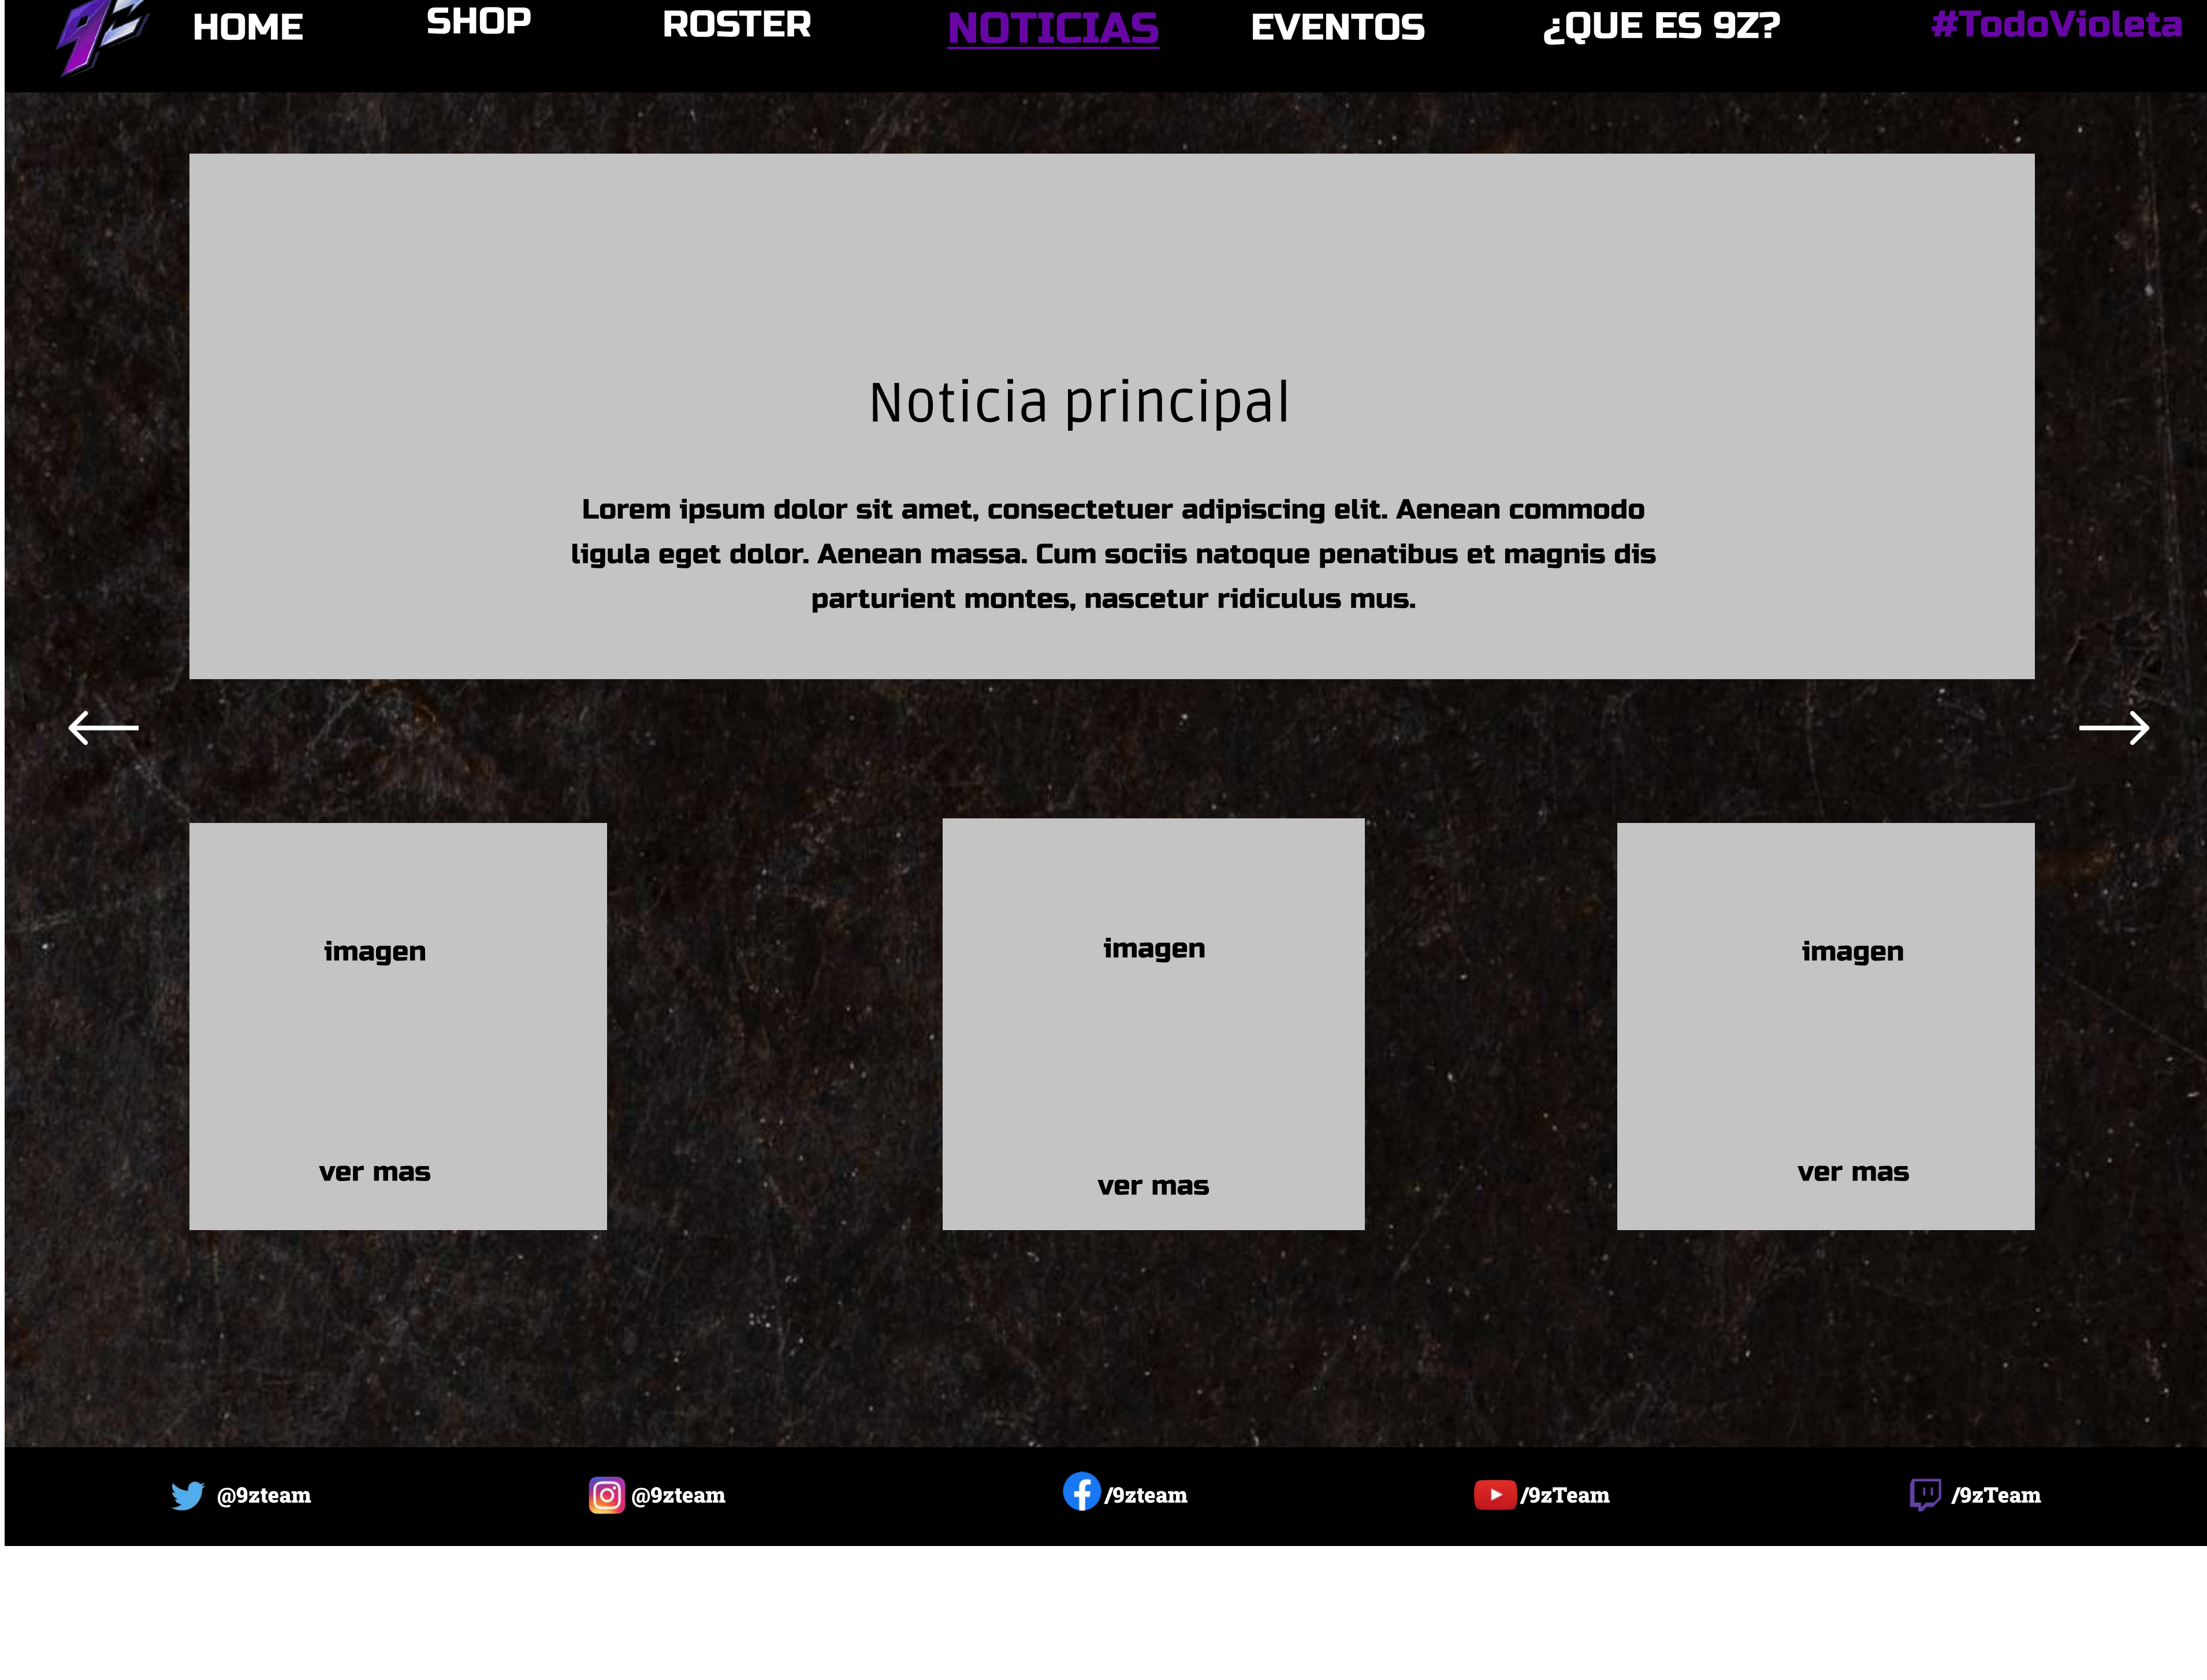 HOME
SHOP
ROSTER
NOTICIAS
EVENTOS
¿QUE ES 9Z?
#TodoVioleta
Noticia principal
Lorem ipsum dolor sit amet, consectetuer adipiscing elit. Aenean commodo
ligula eget dolor. Aenean massa. Cum sociis natoque penatibus et magnis dis
parturient montes, nascetur ridiculus mus.
imagen
imagen
imagen
ver mas
ver mas
ver mas
@9zteam
@9zteam
/9zteam
/9zTeam
/9zTeam